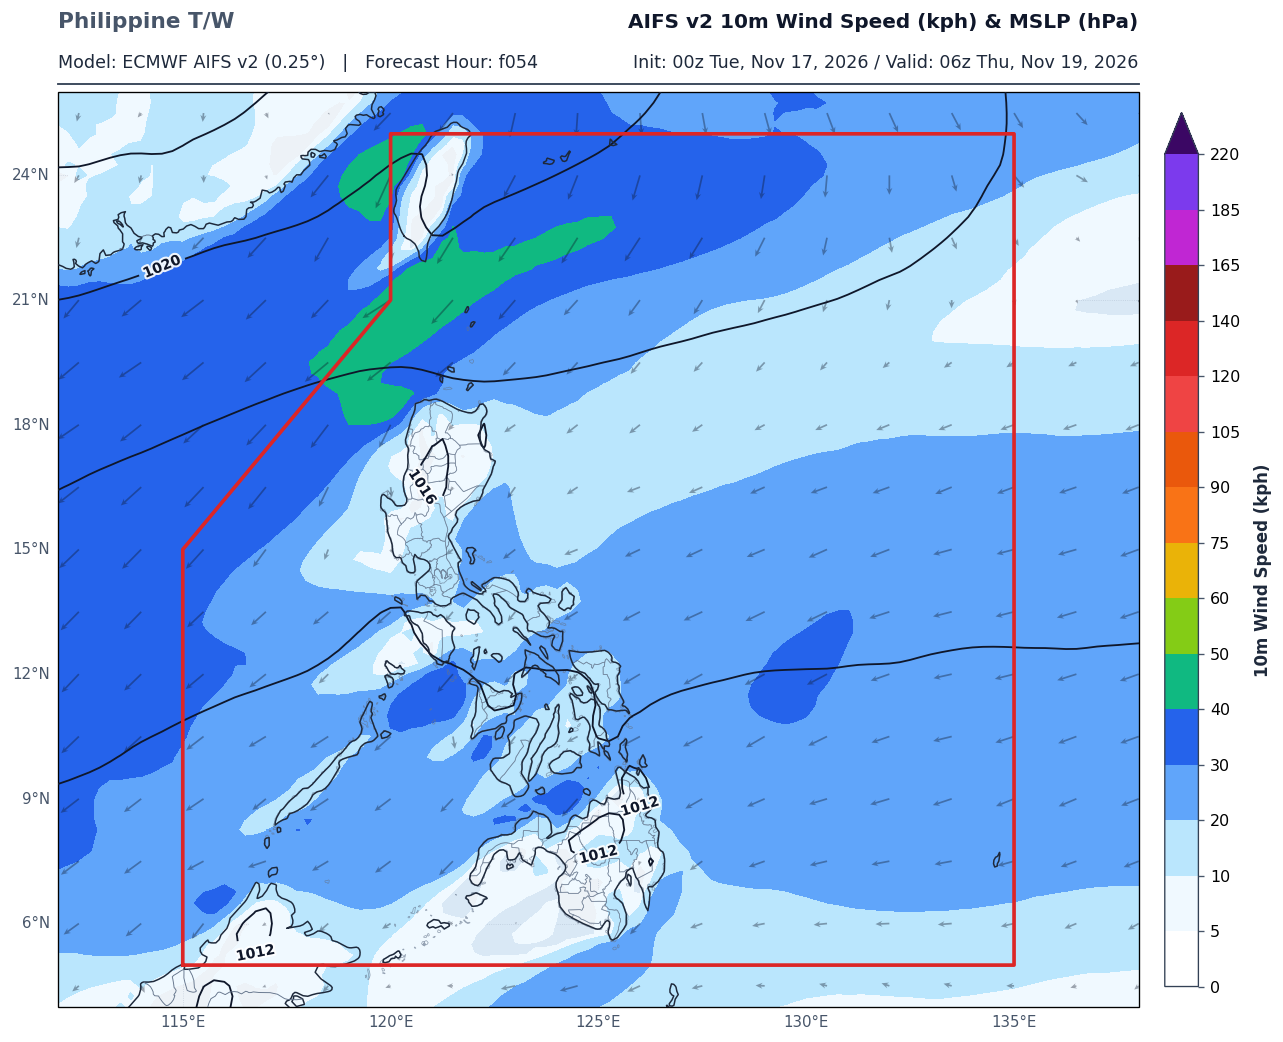 Philippine T/W
AIFS v2 10m Wind Speed (kph) & MSLP (hPa)
Model: ECMWF AIFS v2 (0.25°) | Forecast Hour: f054
Init: 00z Tue, Nov 17, 2026 / Valid: 06z Thu, Nov 19, 2026
24°N
21°N
18°N
15°N
12°N
9°N
6°N
1020
1016
1012
1012
1012
115°E
120°E
125°E
130°E
135°E
220
185
165
140
120
105
90
75
60
50
40
30
20
10
5
0
10m Wind Speed (kph)